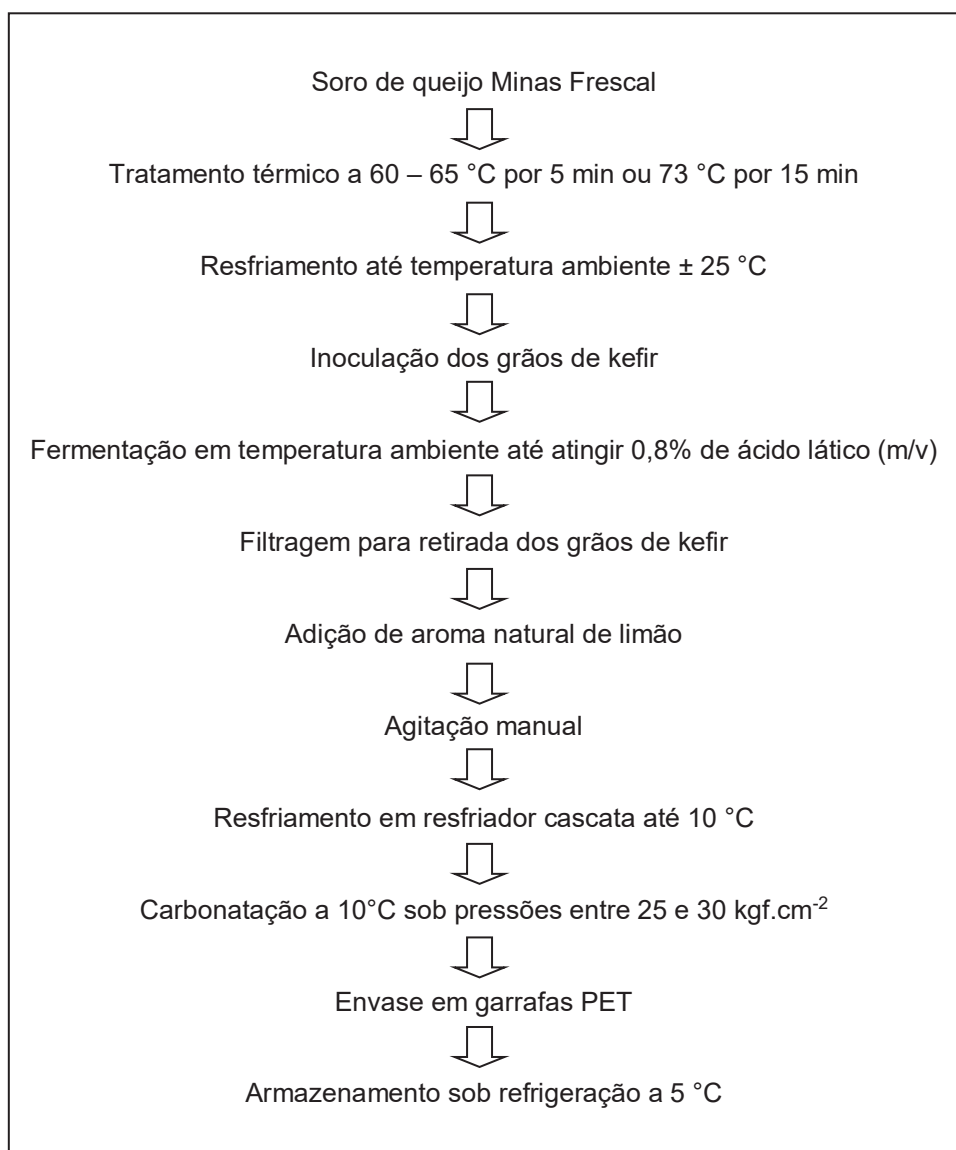 Soro de queijo Minas Frescal
Tratamento térmico a 60 – 65 °C por 5 min ou 73 °C por 15 min
Resfriamento até temperatura ambiente ± 25 °C
Inoculação dos grãos de kefir
Fermentação em temperatura ambiente até atingir 0,8% de ácido lático (m/v)
Filtragem para retirada dos grãos de kefir
Adição de aroma natural de limão
Agitação manual
Resfriamento em resfriador cascata até 10 °C
Carbonatação a 10°C sob pressões entre 25 e 30 kgf.cm⁻²
Envase em garrafas PET
Armazenamento sob refrigeração a 5 °C